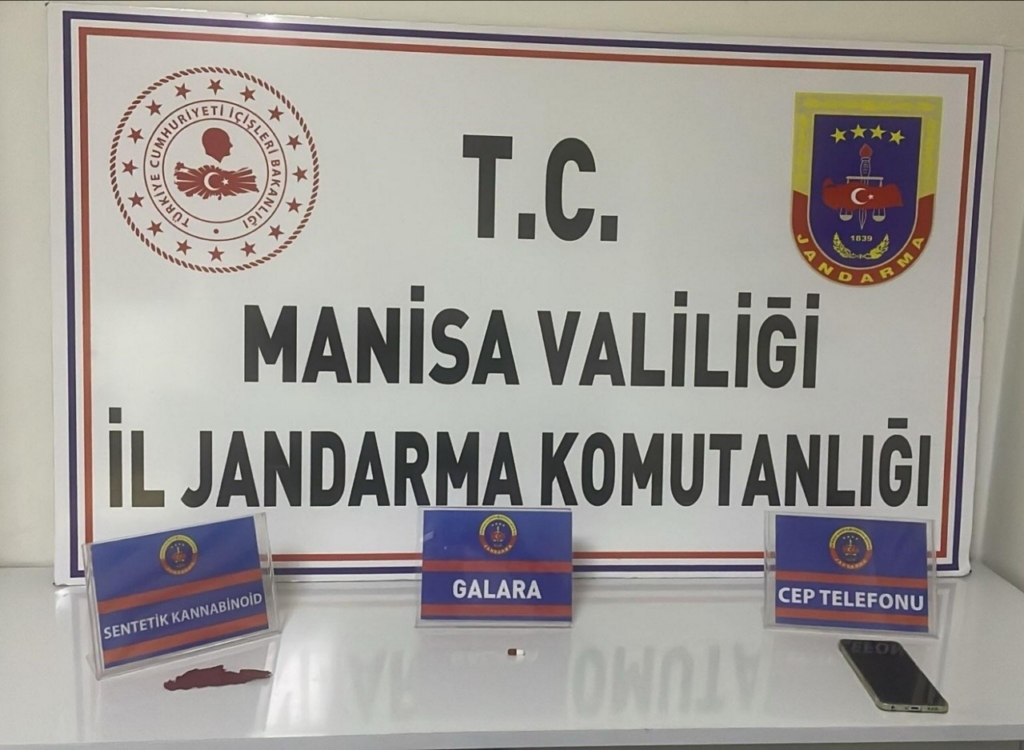 TÜRKİYE CUMHURİYETİ İÇİŞLERİ BAKANLIĞI
T.C.
1839
JANDARMA
MANİSA VALİLİĞİ
İL JANDARMA KOMUTANLIĞI
SENTETİK KANNABİNOİD
GALARA
CEP TELEFONU